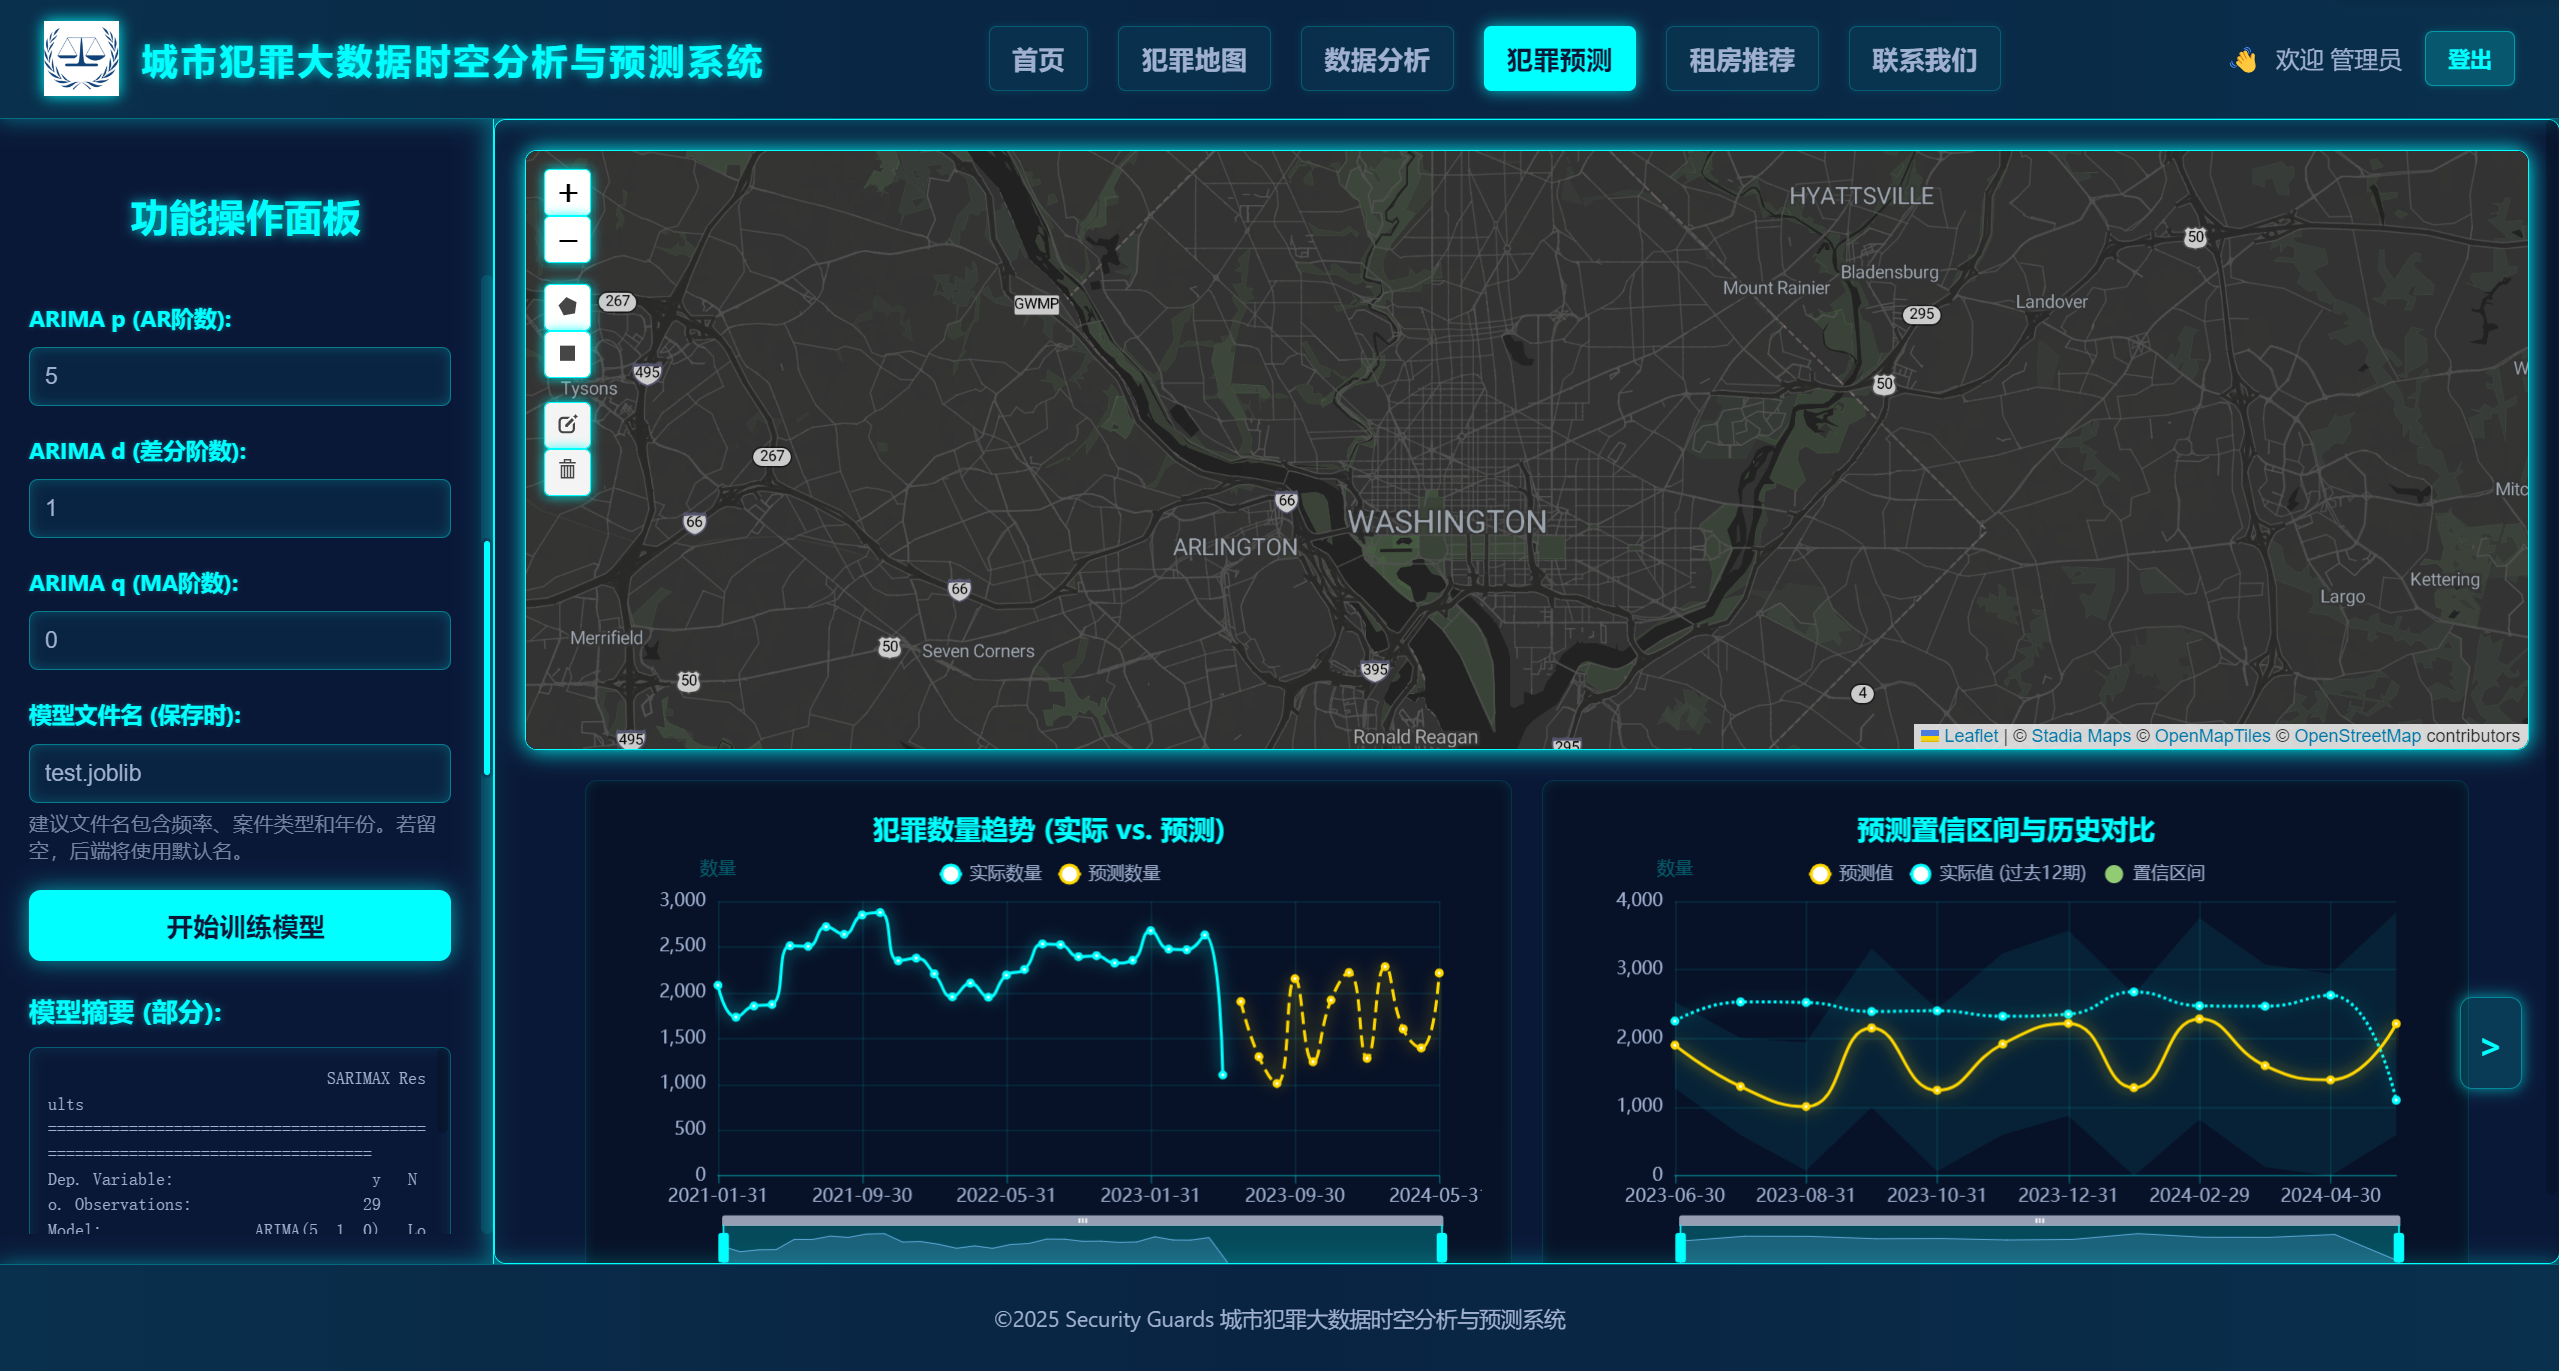 城市犯罪大数据时空分析与预测系统
首页
犯罪地图
数据分析
犯罪预测
租房推荐
联系我们
欢迎 管理员
登出
功能操作面板
ARIMA p (AR阶数):
5
ARIMA d (差分阶数):
1
ARIMA q (MA阶数):
0
模型文件名 (保存时):
test.joblib
建议文件名包含频率、案件类型和年份。若留
空，后端将使用默认名。
开始训练模型
模型摘要 (部分):
SARIMAX Res
ults
==========================================
====================================
Dep. Variable: y N
o. Observations: 29
Model: ARIMA(5, 1, 0) Lo
+
−
267
GWMP
HYATTSVILLE
50
Bladensburg
Mount Rainier
Landover
295
495
Tysons
50
W
267
66
66
WASHINGTON
ARLINGTON
Mitc
66
Kettering
Largo
Merrifield
50
Seven Corners
395
50
4
495
Ronald Reagan
295
Leaflet | © Stadia Maps © OpenMapTiles © OpenStreetMap contributors
犯罪数量趋势 (实际 vs. 预测)
数量
实际数量
预测数量
3,000
2,500
2,000
1,500
1,000
500
0
2021-01-31
2021-09-30
2022-05-31
2023-01-31
2023-09-30
2024-05-31
预测置信区间与历史对比
数量
预测值
实际值 (过去12期)
置信区间
4,000
3,000
2,000
1,000
0
2023-06-30
2023-08-31
2023-10-31
2023-12-31
2024-02-29
2024-04-30
>
©2025 Security Guards 城市犯罪大数据时空分析与预测系统